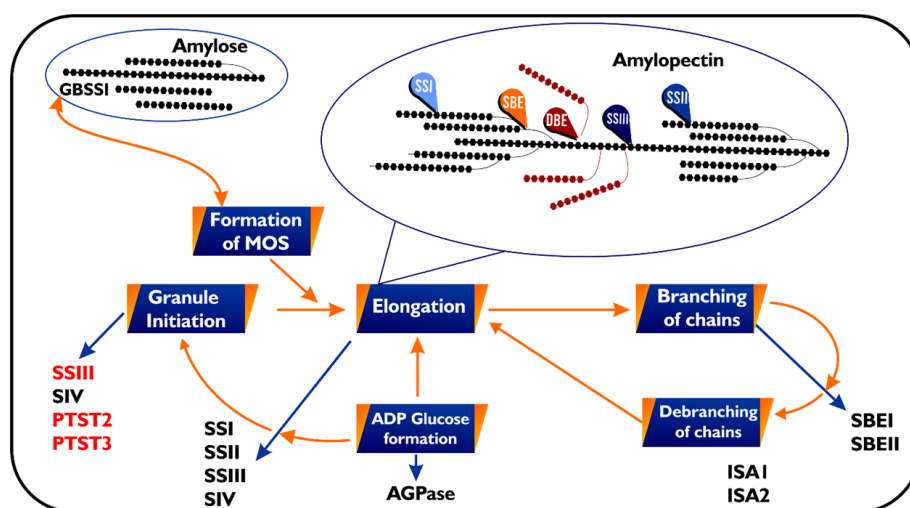 Amylose
GBSSI
Amylopectin
SSI
SBE
DBE
SSIII
SSII
Formation
of MOS
Granule
Initiation
Elongation
Branching
of chains
SSIII
SIV
PTST2
PTST3
SSI
SSII
SSIII
SIV
ADP Glucose
formation
AGPase
Debranching
of chains
ISA1
ISA2
SBEI
SBEII